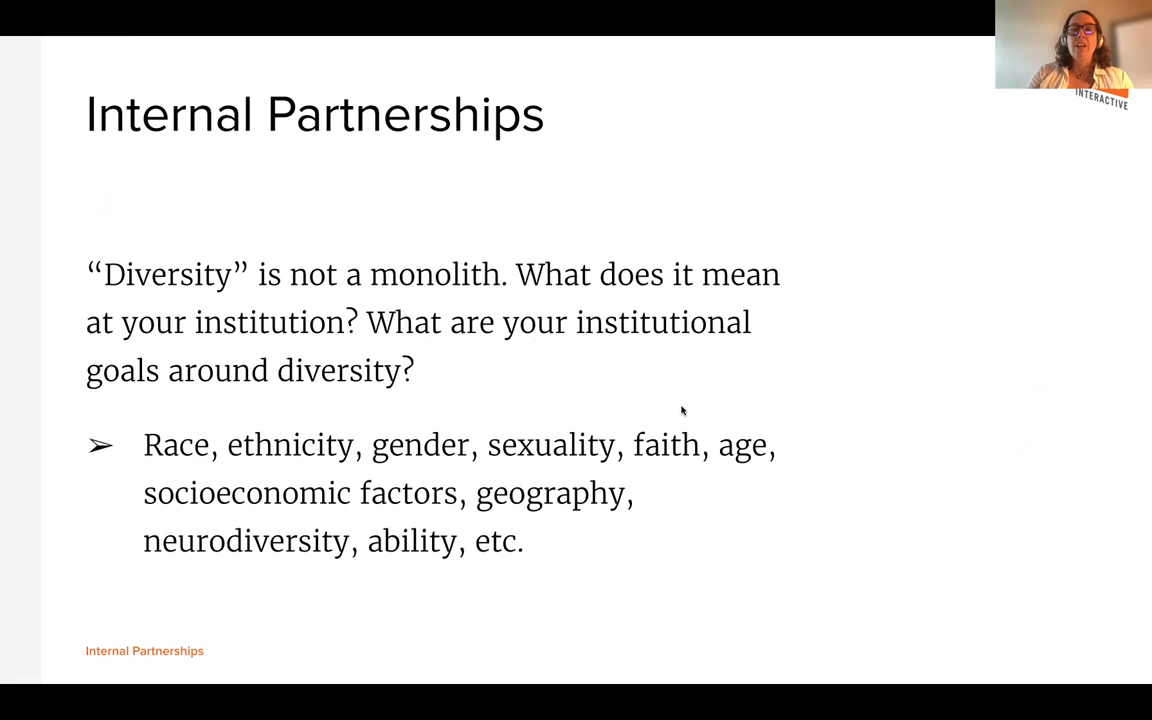 INTERACTIVE
Internal Partnerships
“Diversity” is not a monolith. What does it mean
at your institution? What are your institutional
goals around diversity?
➢ Race, ethnicity, gender, sexuality, faith, age,
socioeconomic factors, geography,
neurodiversity, ability, etc.
Internal Partnerships